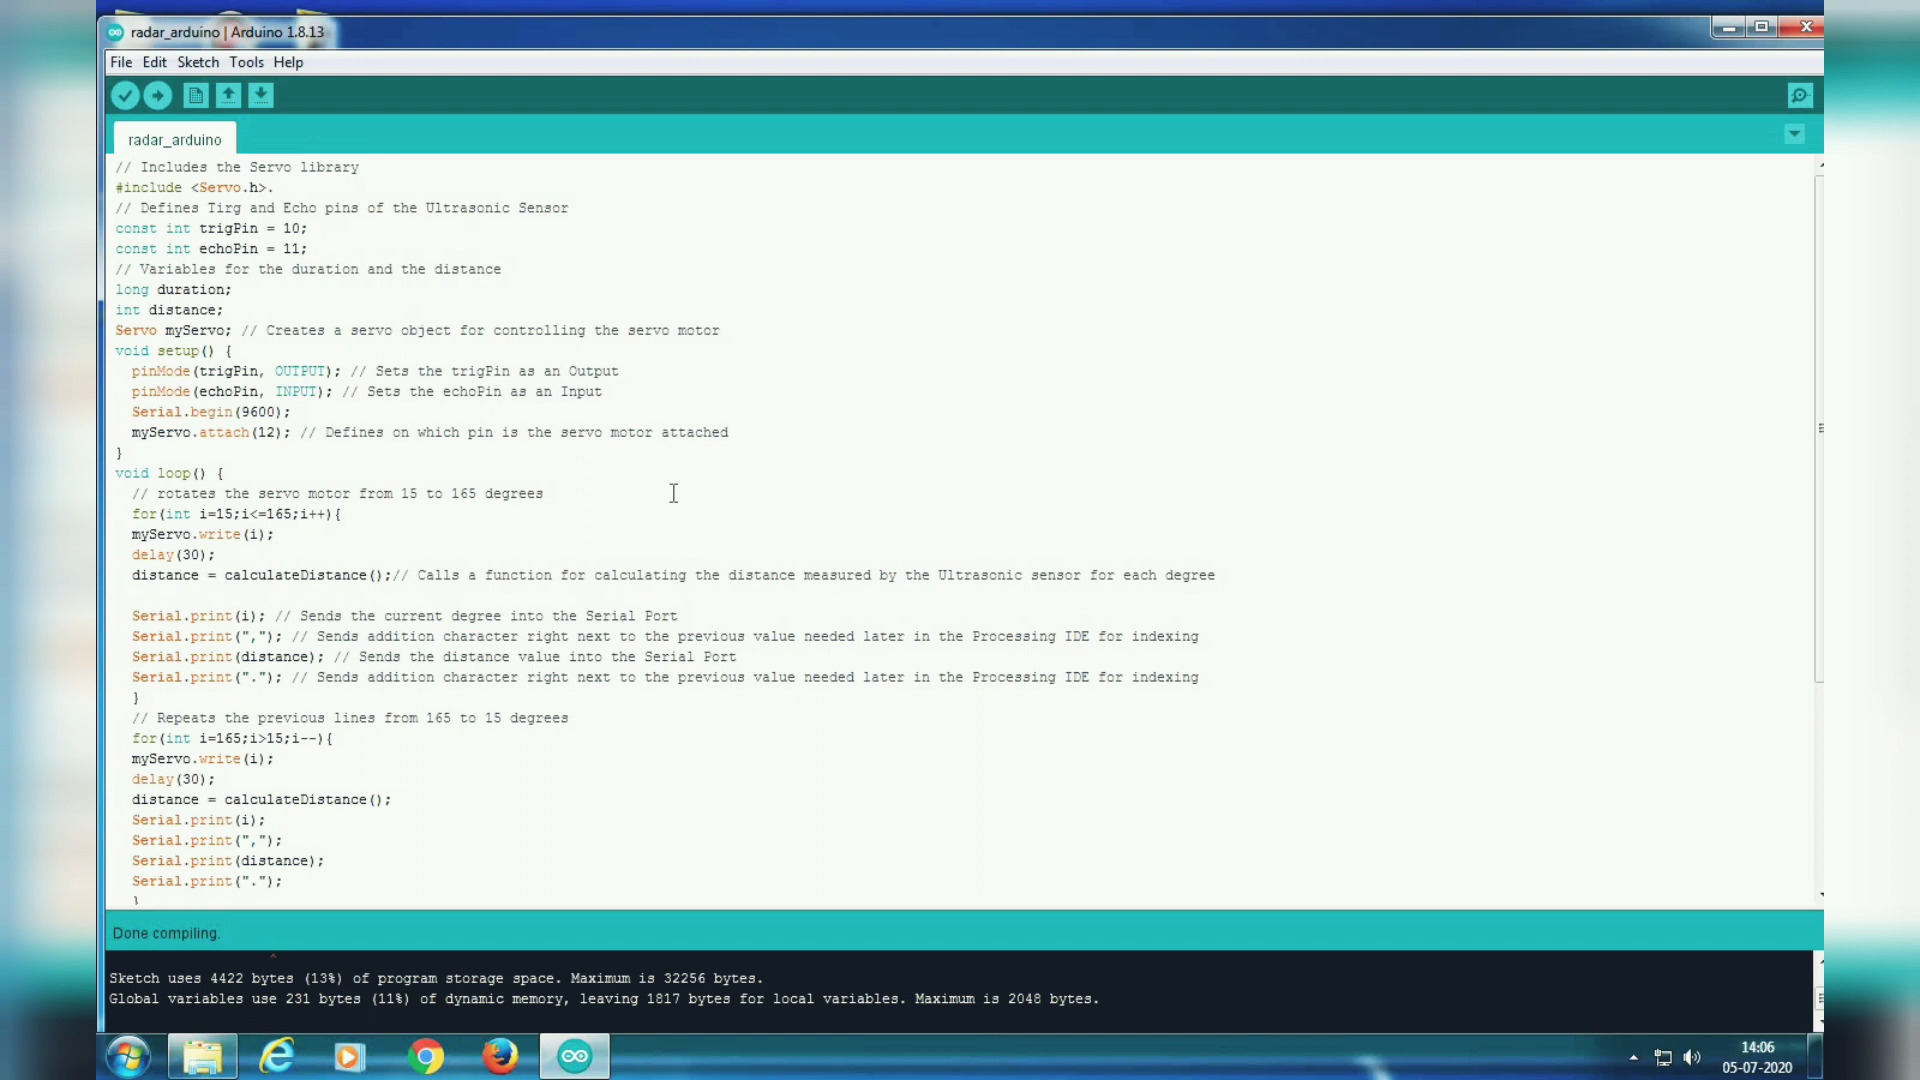 radar_arduino | Arduino 1.8.13
File Edit Sketch Tools Help
radar_arduino
// Includes the Servo library
#include <Servo.h>.
// Defines Tirg and Echo pins of the Ultrasonic Sensor
const int trigPin = 10;
const int echoPin = 11;
// Variables for the duration and the distance
long duration;
int distance;
Servo myServo; // Creates a servo object for controlling the servo motor
void setup() {
  pinMode(trigPin, OUTPUT); // Sets the trigPin as an Output
  pinMode(echoPin, INPUT); // Sets the echoPin as an Input
  Serial.begin(9600);
  myServo.attach(12); // Defines on which pin is the servo motor attached
}
void loop() {
  // rotates the servo motor from 15 to 165 degrees
  for(int i=15;i<=165;i++){
  myServo.write(i);
  delay(30);
  distance = calculateDistance();// Calls a function for calculating the distance measured by the Ultrasonic sensor for each degree
  Serial.print(i); // Sends the current degree into the Serial Port
  Serial.print(","); // Sends addition character right next to the previous value needed later in the Processing IDE for indexing
  Serial.print(distance); // Sends the distance value into the Serial Port
  Serial.print("."); // Sends addition character right next to the previous value needed later in the Processing IDE for indexing
  }
  // Repeats the previous lines from 165 to 15 degrees
  for(int i=165;i>15;i--){
  myServo.write(i);
  delay(30);
  distance = calculateDistance();
  Serial.print(i);
  Serial.print(",");
  Serial.print(distance);
  Serial.print(".");
  }
Done compiling.
^
Sketch uses 4422 bytes (13%) of program storage space. Maximum is 32256 bytes.
Global variables use 231 bytes (11%) of dynamic memory, leaving 1817 bytes for local variables. Maximum is 2048 bytes.
14:06
05-07-2020